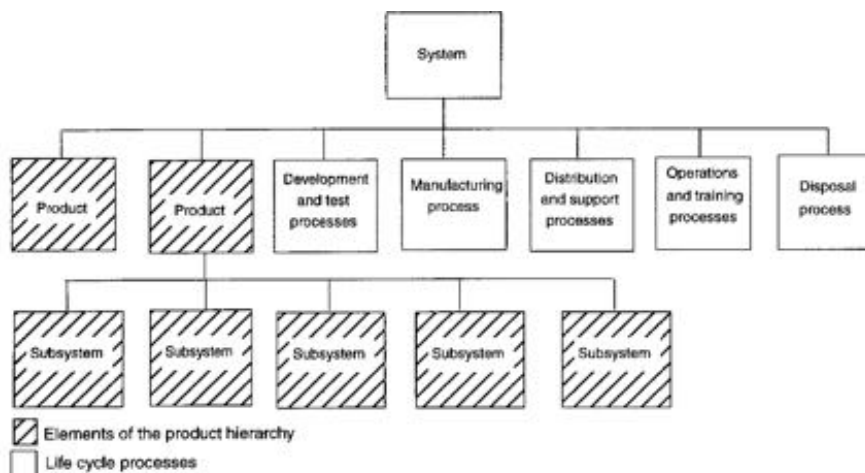 System
Product
Product
Development
and test
processes
Manufacturing
process
Distribution
and support
processes
Operations
and training
processes
Disposal
process
Subsystem
Subsystem
Subsystem
Subsystem
Subsystem
Elements of the product hierarchy
Life cycle processes